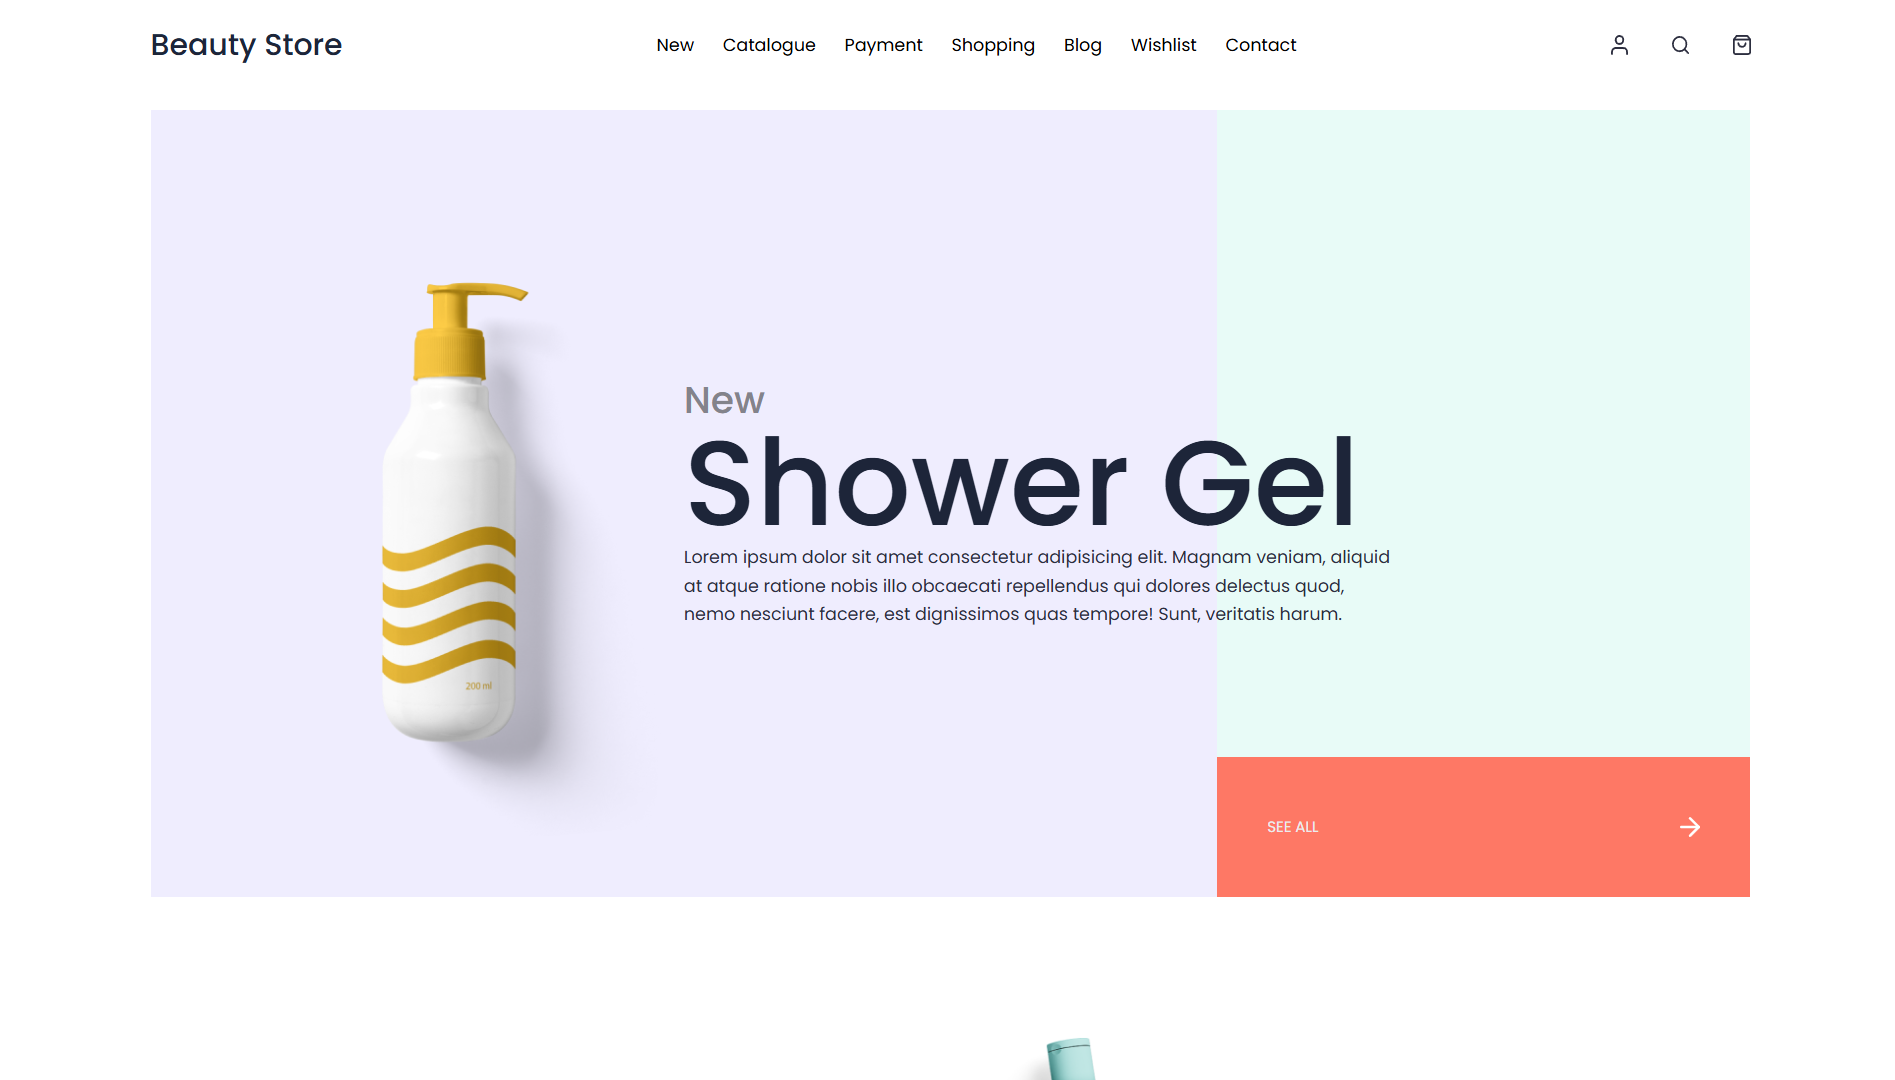 Beauty Store
New Catalogue Payment Shopping Blog Wishlist Contact
New
Shower Gel
Lorem ipsum dolor sit amet consectetur adipisicing elit. Magnam veniam, aliquid
at atque ratione nobis illo obcaecati repellendus qui dolores delectus quod,
nemo nesciunt facere, est dignissimos quas tempore! Sunt, veritatis harum.
200 ml
SEE ALL